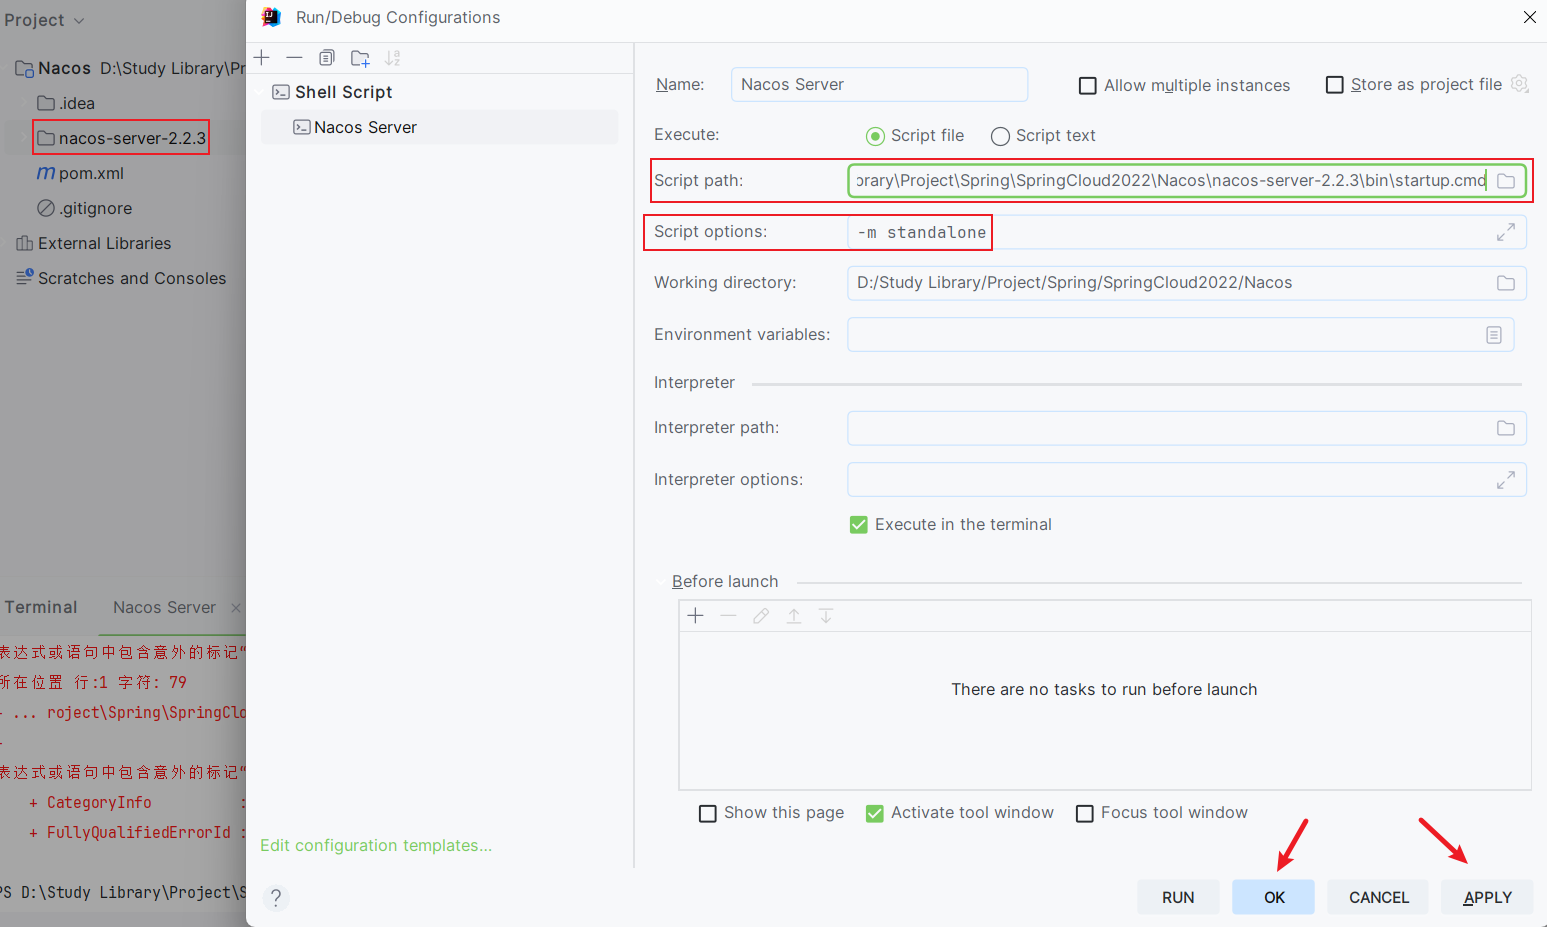 Project
Nacos D:\Study Library\Pr
.idea
nacos-server-2.2.3
pom.xml
.gitignore
External Libraries
Scratches and Consoles
Terminal
Nacos Server
表达式或语句中包含意外的标记“
所在位置 行:1 字符: 79
+ ... roject\Spring\SpringClo
表达式或语句中包含意外的标记“
+ CategoryInfo :
+ FullyQualifiedErrorId :
PS D:\Study Library\Project\S
Run/Debug Configurations
Shell Script
Nacos Server
Edit configuration templates...
Name: Nacos Server
Allow multiple instances
Store as project file
Execute: Script file Script text
Script path: brary\Project\Spring\SpringCloud2022\Nacos\nacos-server-2.2.3\bin\startup.cmd
Script options: -m standalone
Working directory: D:/Study Library/Project/Spring/SpringCloud2022/Nacos
Environment variables:
Interpreter
Interpreter path:
Interpreter options:
Execute in the terminal
Before launch
There are no tasks to run before launch
Show this page Activate tool window Focus tool window
? RUN OK CANCEL APPLY